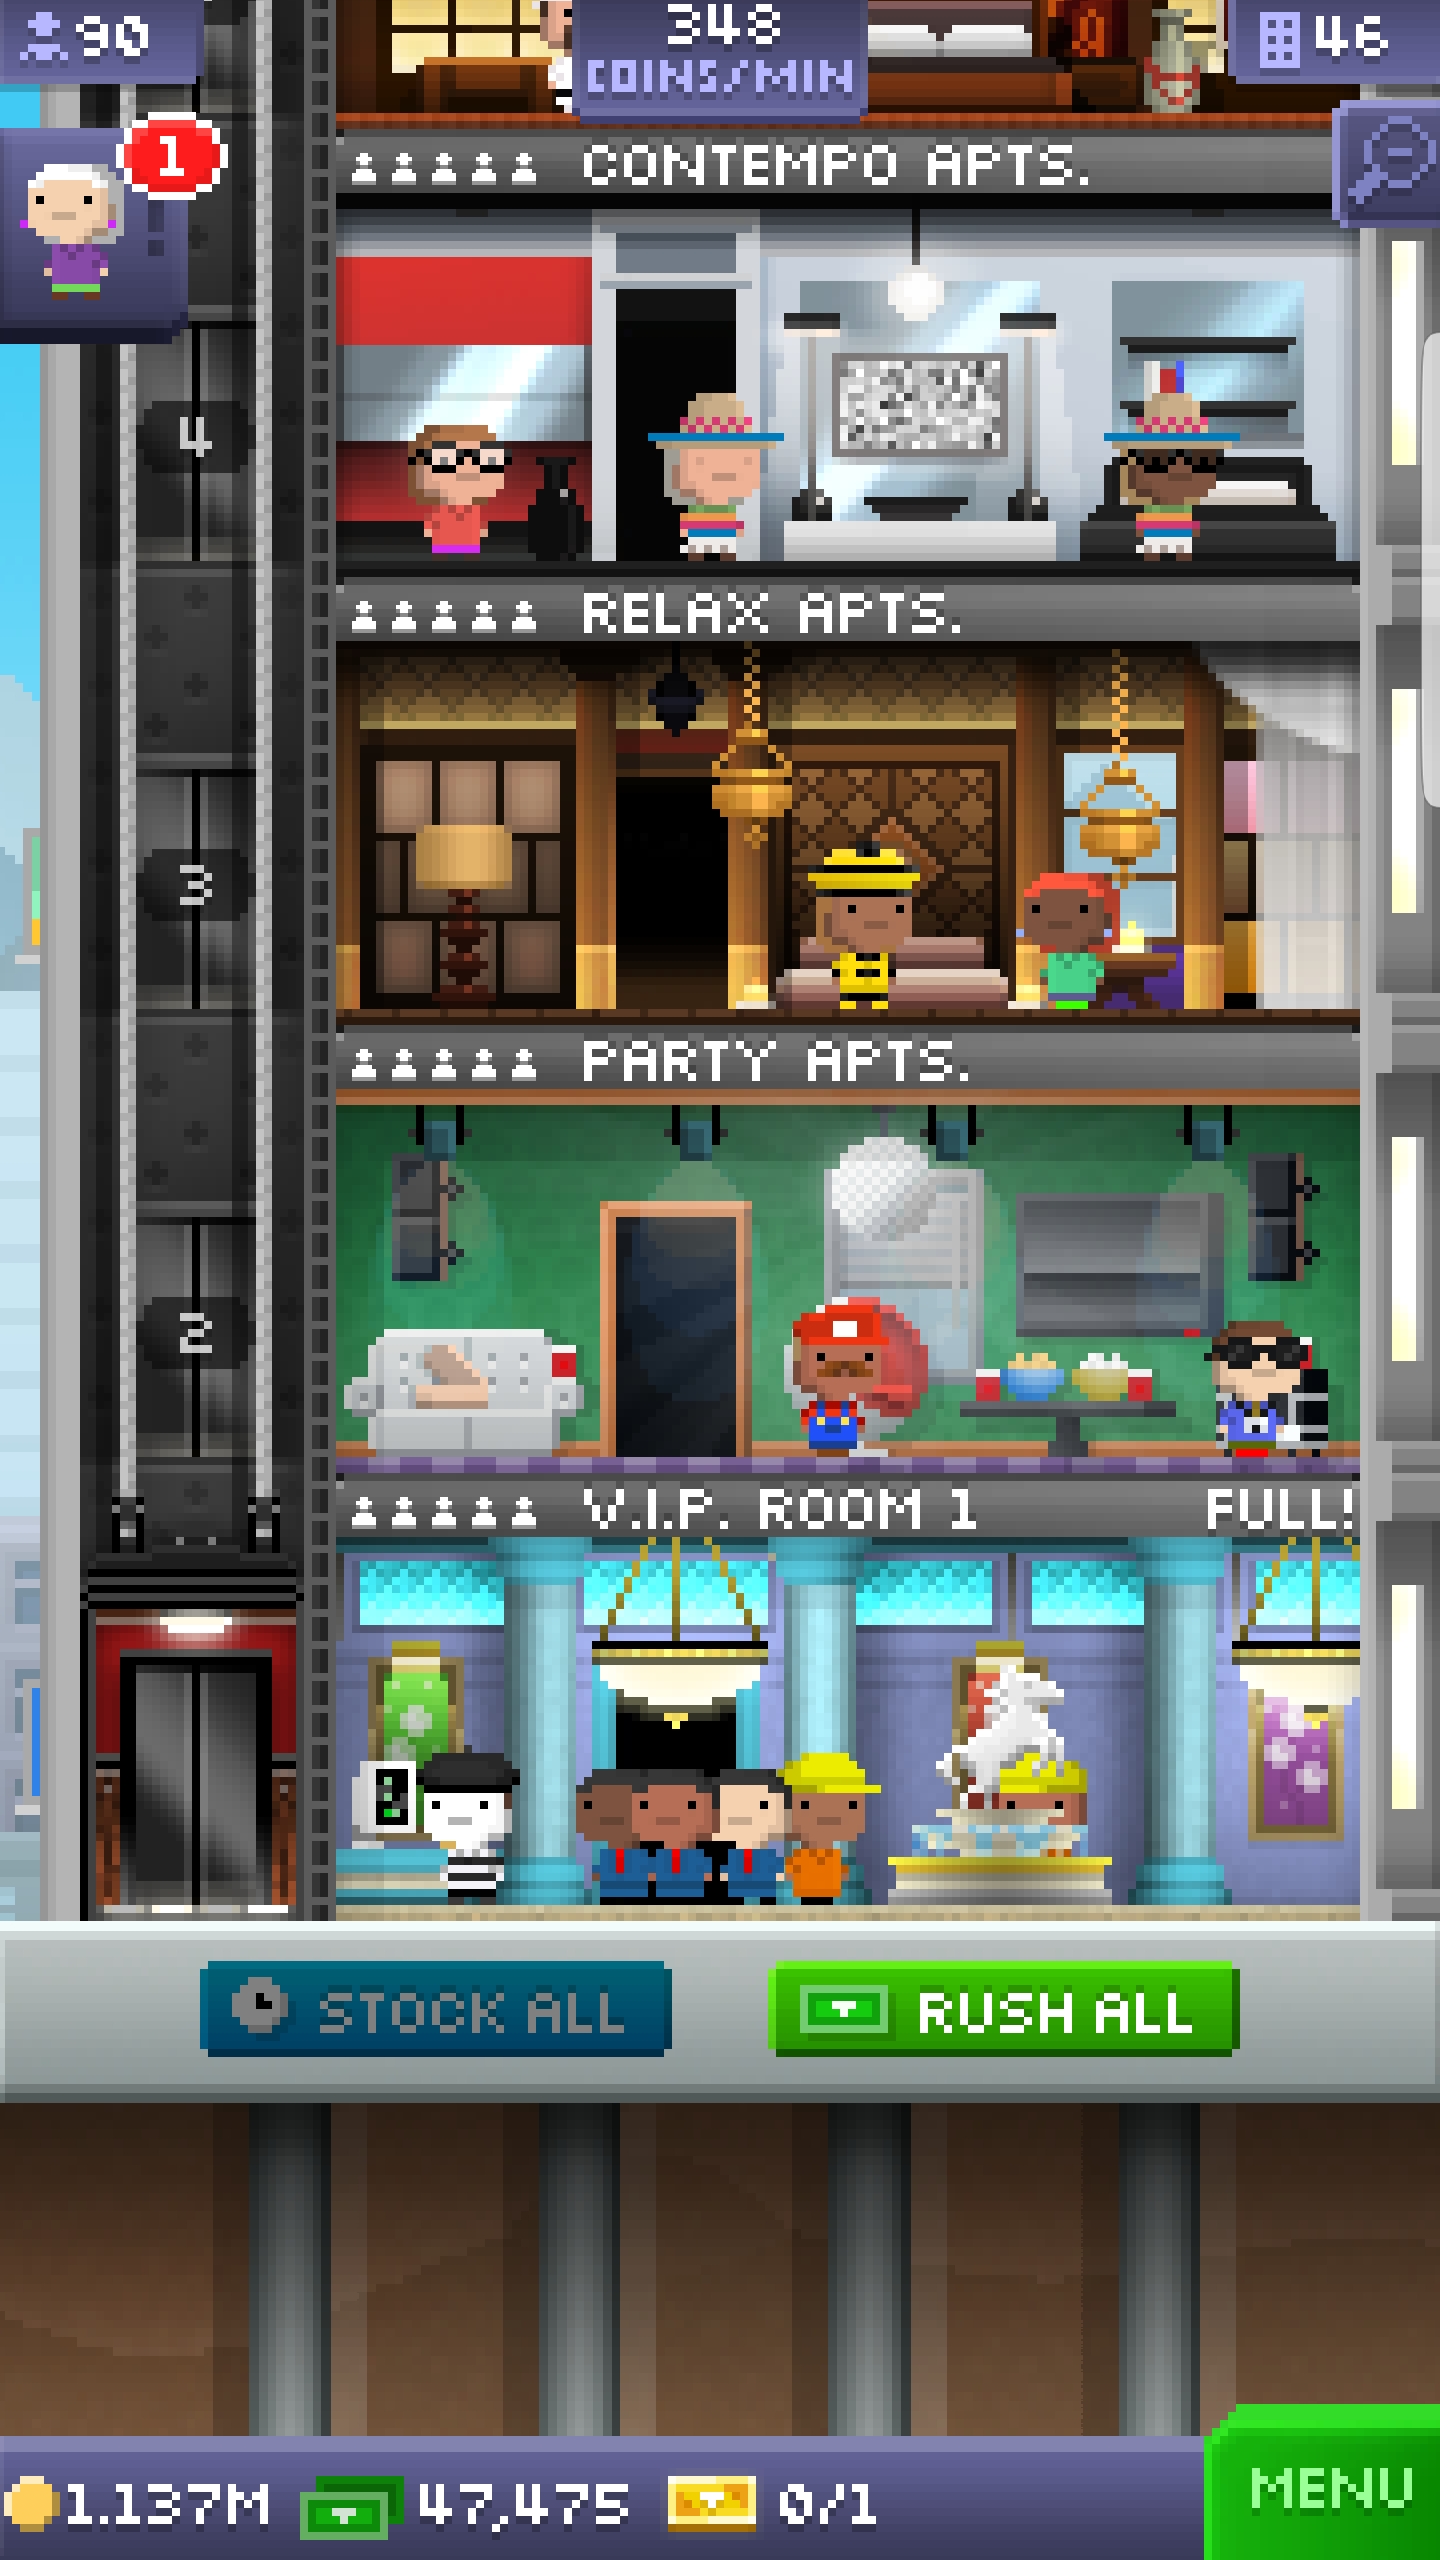 90
348
COINS/MIN
46
1
CONTEMPO APTS.
4
RELAX APTS.
3
PARTY APTS.
2
V.I.P. ROOM 1 FULL!
STOCK ALL
RUSH ALL
1.137M 47,475 0/1
MENU